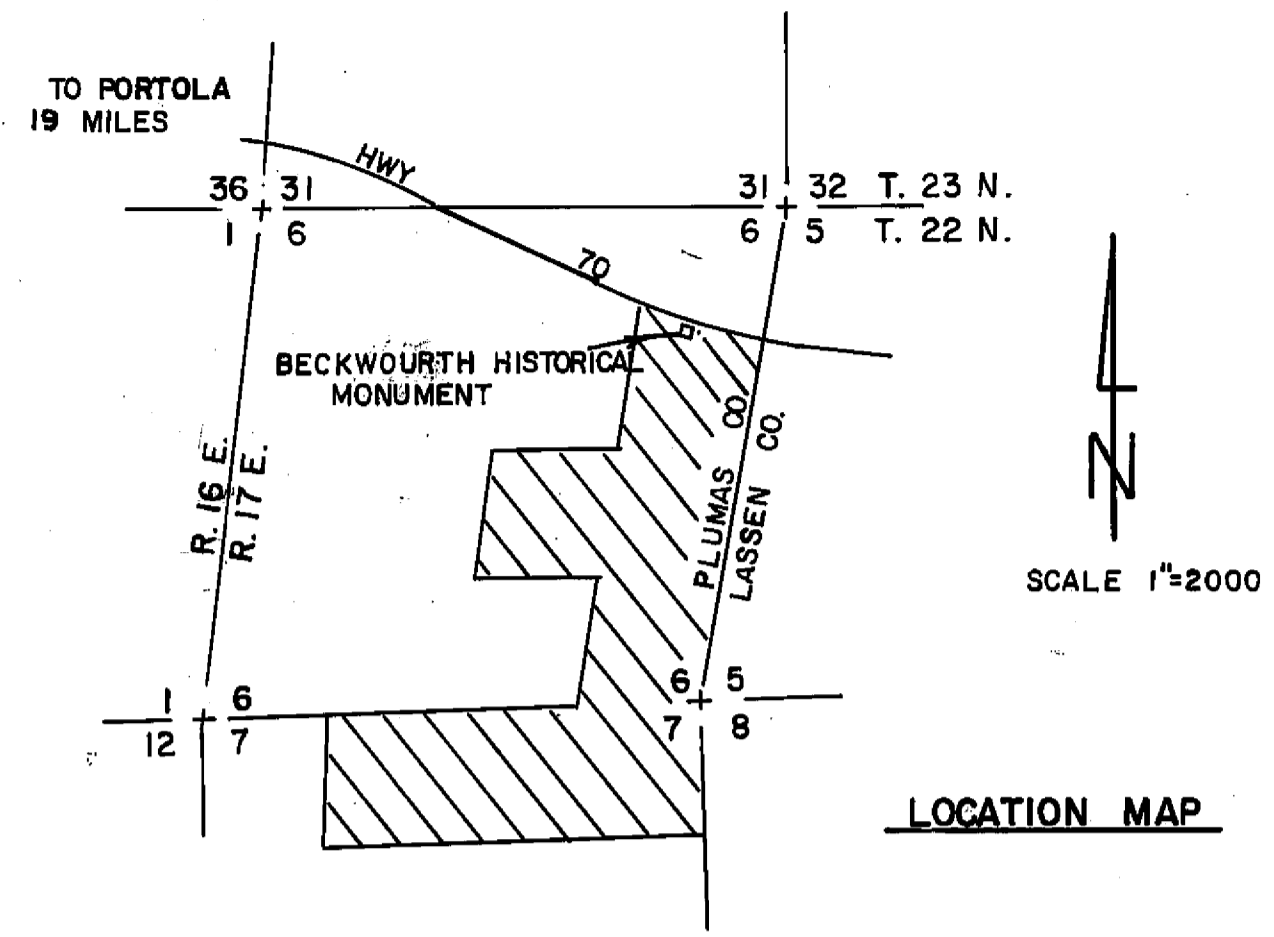 TO PORTOLA
19 MILES
HWY
70
36 31
1 6
31 32 T. 23 N.
6 5 T. 22 N.
BECKWOURTH HISTORICAL
MONUMENT
R. 16 E.
R. 17 E.
PLUMAS CO.
LASSEN CO.
N
SCALE 1"=2000
1 6
12 7
6 5
7 8
LOCATION MAP